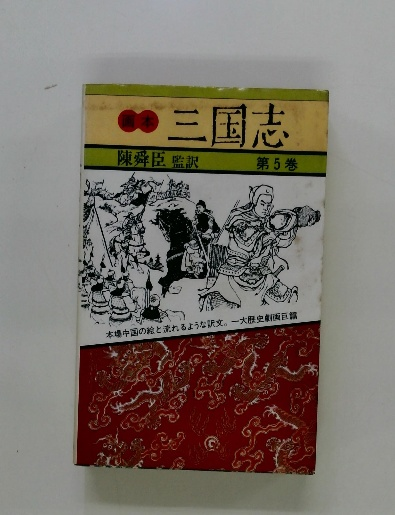 画本 三国志
陳舜臣 監訳 第5巻
本場中国の絵と流れるような訳文。一大歴史劇画巨篇